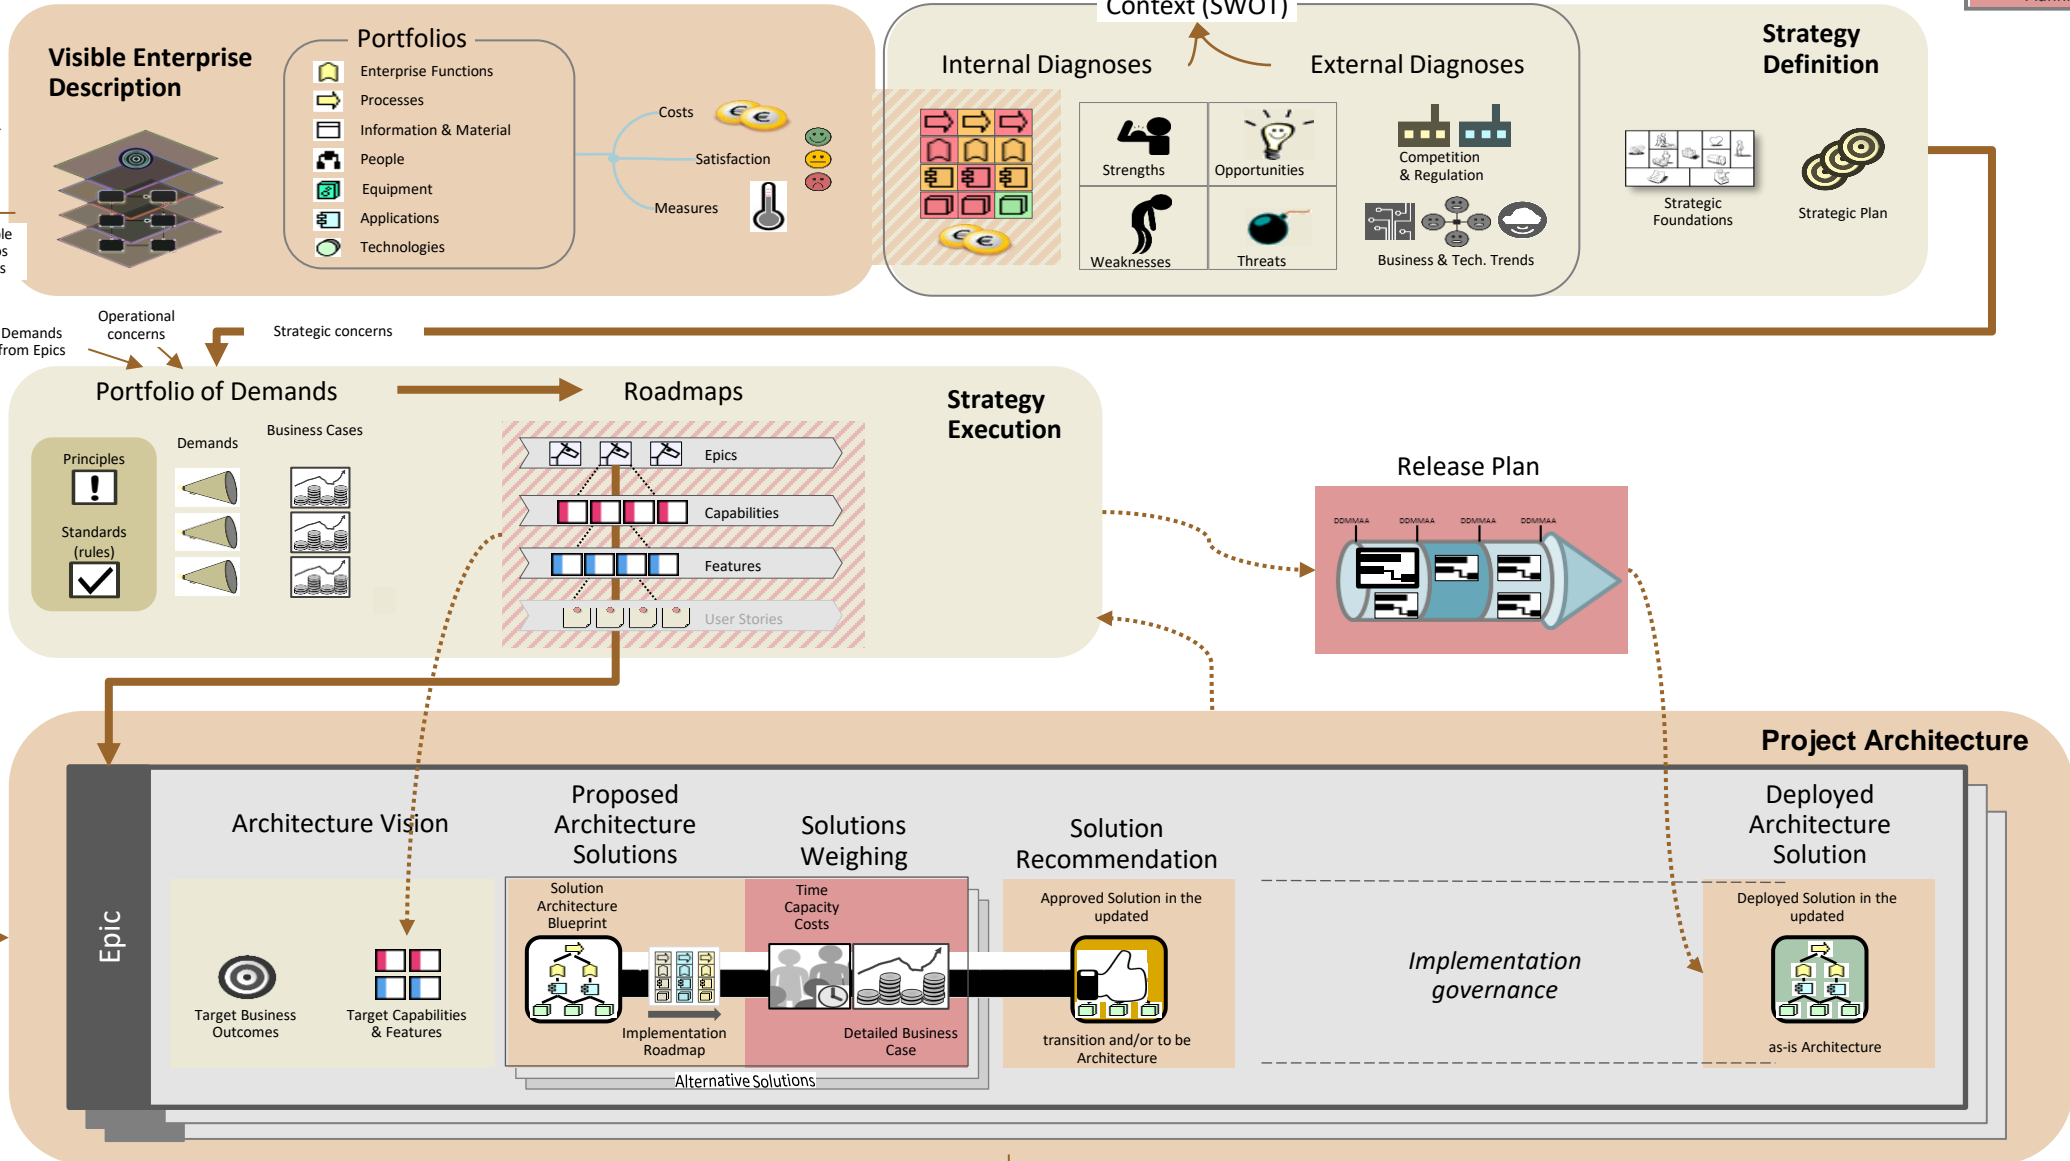 Context (SWOT)
Visible Enterprise
Description
Portfolios
Enterprise Functions
Processes
Information & Material
People
Equipment
Applications
Technologies
Costs
Satisfaction
Measures
Internal Diagnoses
External Diagnoses
Strengths
Opportunities
Weaknesses
Threats
Competition
& Regulation
Business & Tech. Trends
Strategy
Definition
Strategic
Foundations
Strategic Plan
Demands
from Epics
Operational
concerns
Strategic concerns
Portfolio of Demands
Roadmaps
Strategy
Execution
Principles
Standards
(rules)
Demands
Business Cases
Epics
Capabilities
Features
User Stories
Release Plan
DDMMAA
DDMMAA
DDMMAA
DDMMAA
Project Architecture
Epic
Architecture Vision
Target Business
Outcomes
Target Capabilities
& Features
Proposed
Architecture
Solutions
Solution
Architecture
Blueprint
Implementation
Roadmap
Solutions
Weighing
Time
Capacity
Costs
Detailed Business
Case
Alternative Solutions
Solution
Recommendation
Approved Solution in the
updated
transition and/or to be
Architecture
Implementation
governance
Deployed
Architecture
Solution
Deployed Solution in the
updated
as-is Architecture